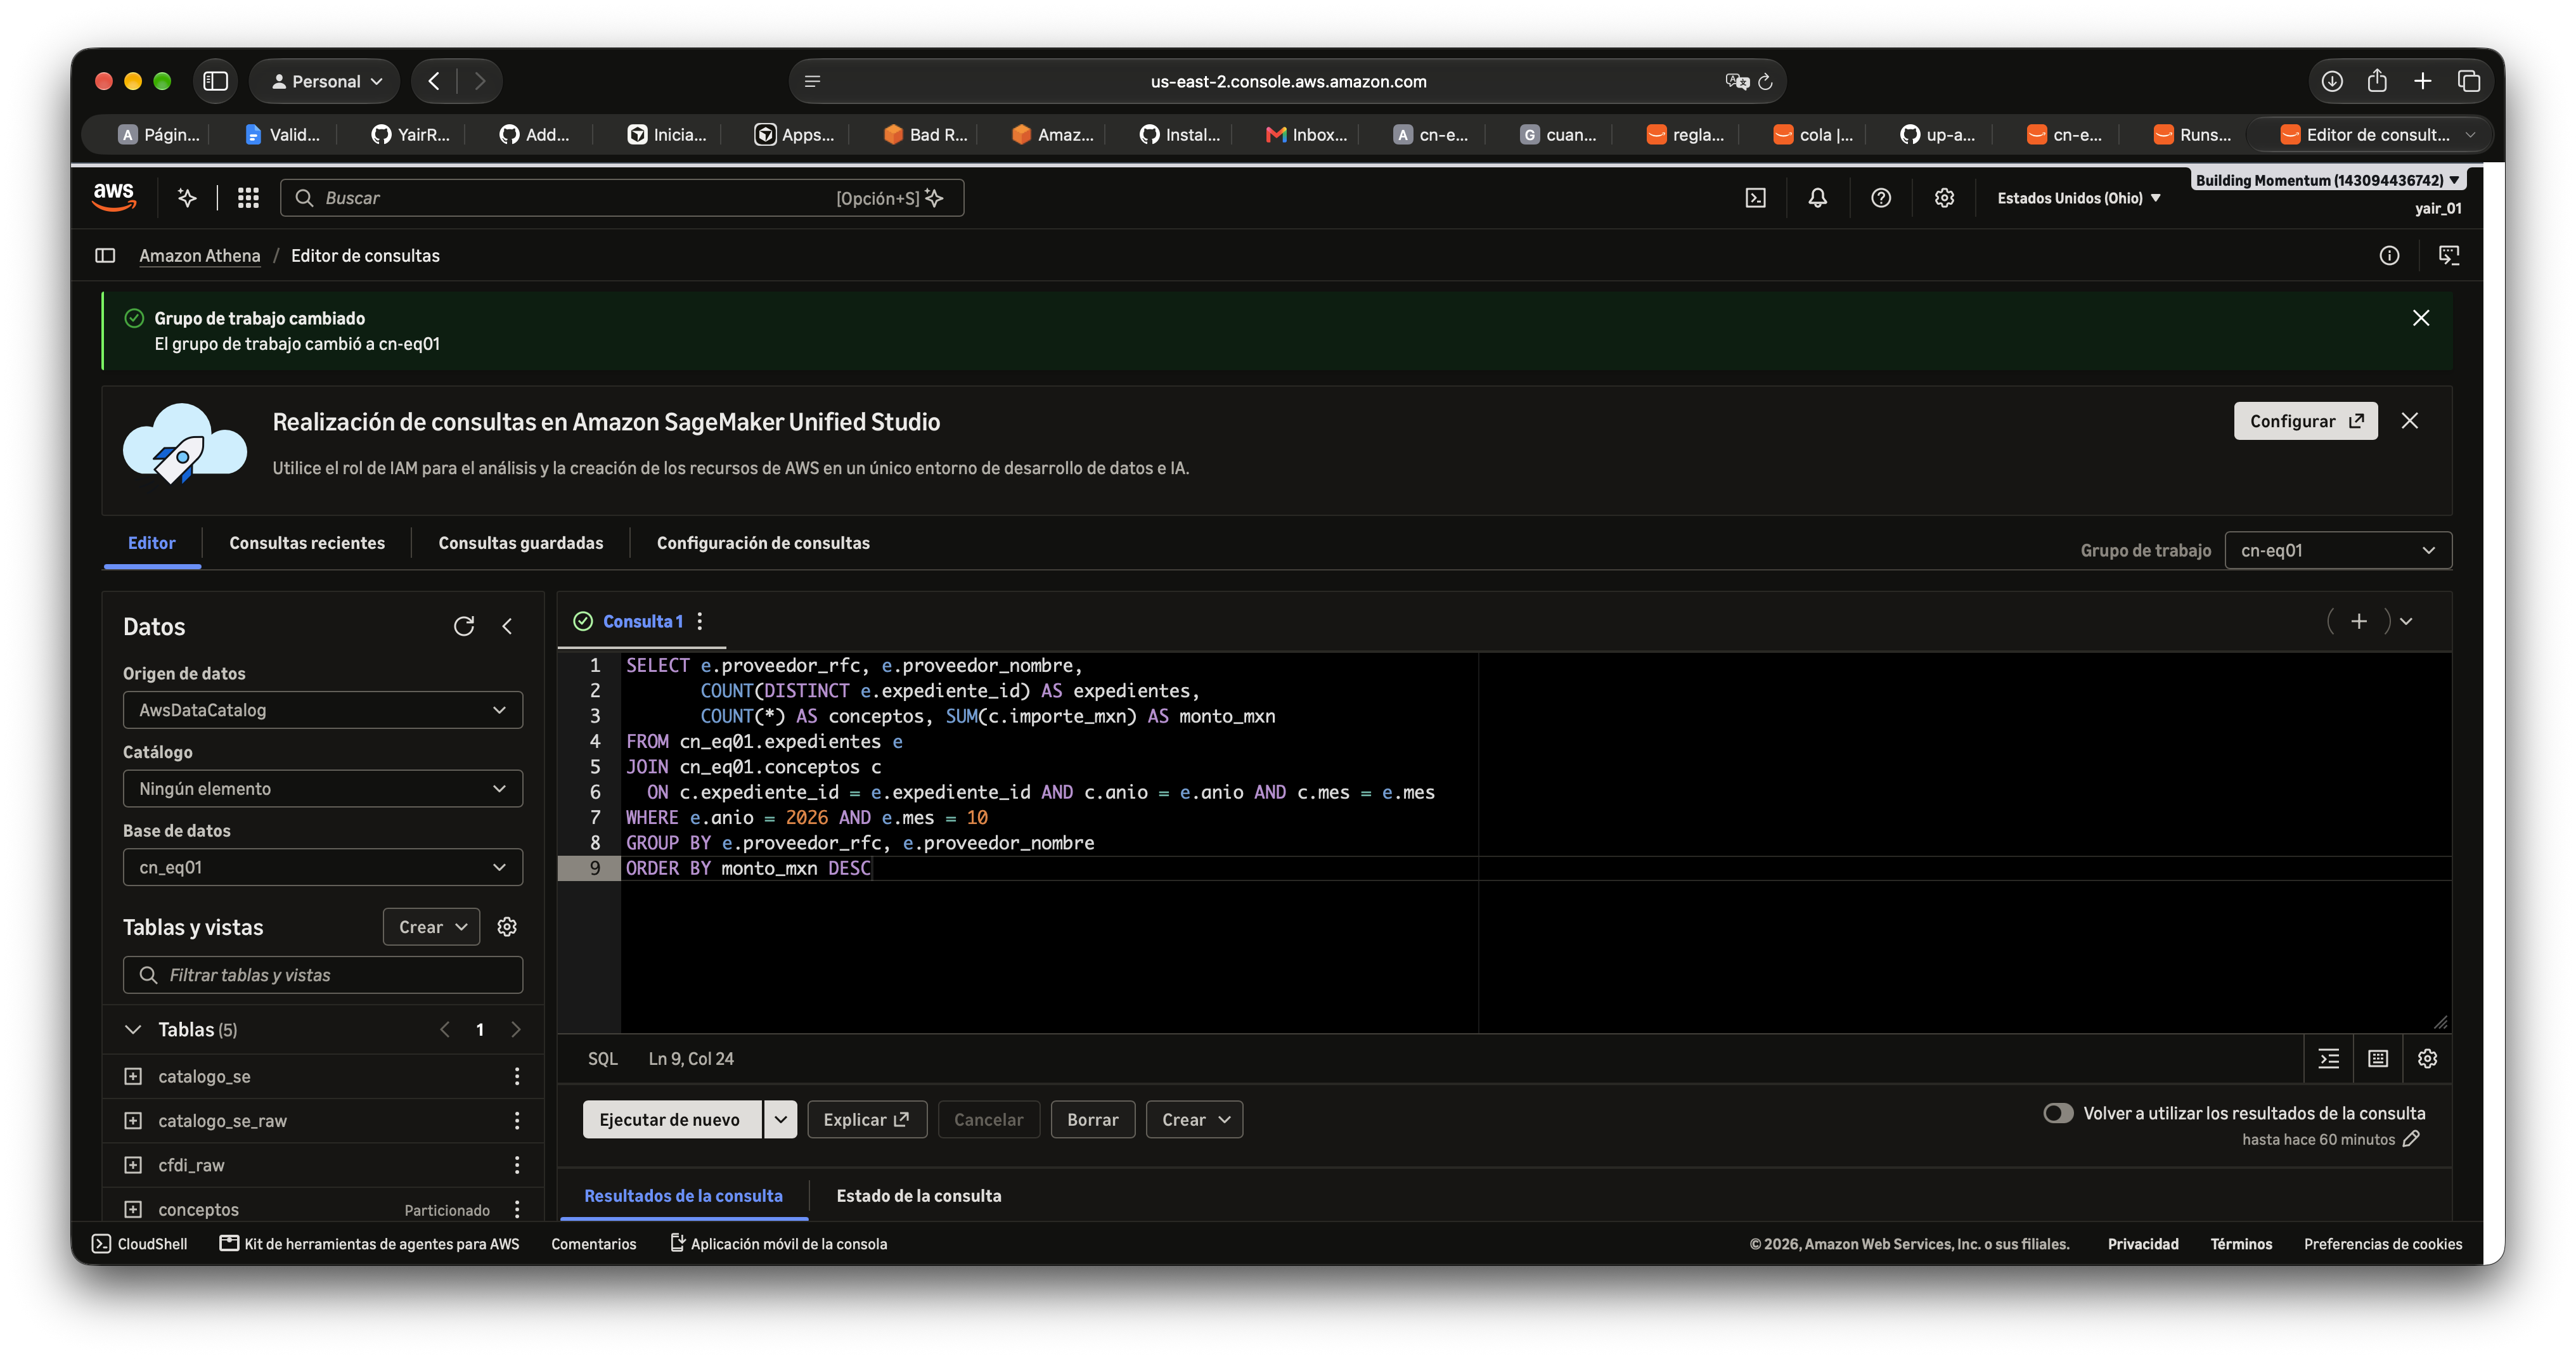 Personal
us-east-2.console.aws.amazon.com
Págin...
Valid...
YairR...
Add...
Inicia...
Apps...
Bad R...
Amaz...
Instal...
Inbox...
cn-e...
cuan...
regla...
cola |...
up-a...
cn-e...
Runs...
Editor de consult...
aws
Buscar
[Opción+S]
Estados Unidos (Ohio)
Building Momentum (143094436742)
yair_01
Amazon Athena / Editor de consultas
Grupo de trabajo cambiado
El grupo de trabajo cambió a cn-eq01
Realización de consultas en Amazon SageMaker Unified Studio
Utilice el rol de IAM para el análisis y la creación de los recursos de AWS en un único entorno de desarrollo de datos e IA.
Configurar
Editor
Consultas recientes
Consultas guardadas
Configuración de consultas
Grupo de trabajo
cn-eq01
Datos
Origen de datos
AwsDataCatalog
Catálogo
Ningún elemento
Base de datos
cn_eq01
Tablas y vistas
Crear
Filtrar tablas y vistas
Tablas (5)
1
catalogo_se
catalogo_se_raw
cfdi_raw
conceptos
Particionado
Consulta 1
1 SELECT e.proveedor_rfc, e.proveedor_nombre,
2 COUNT(DISTINCT e.expediente_id) AS expedientes,
3 COUNT(*) AS conceptos, SUM(c.importe_mxn) AS monto_mxn
4 FROM cn_eq01.expedientes e
5 JOIN cn_eq01.conceptos c
6 ON c.expediente_id = e.expediente_id AND c.anio = e.anio AND c.mes = e.mes
7 WHERE e.anio = 2026 AND e.mes = 10
8 GROUP BY e.proveedor_rfc, e.proveedor_nombre
9 ORDER BY monto_mxn DESC
SQL
Ln 9, Col 24
Ejecutar de nuevo
Explicar
Cancelar
Borrar
Crear
Volver a utilizar los resultados de la consulta
hasta hace 60 minutos
Resultados de la consulta
Estado de la consulta
CloudShell
Kit de herramientas de agentes para AWS
Comentarios
Aplicación móvil de la consola
© 2026, Amazon Web Services, Inc. o sus filiales.
Privacidad
Términos
Preferencias de cookies